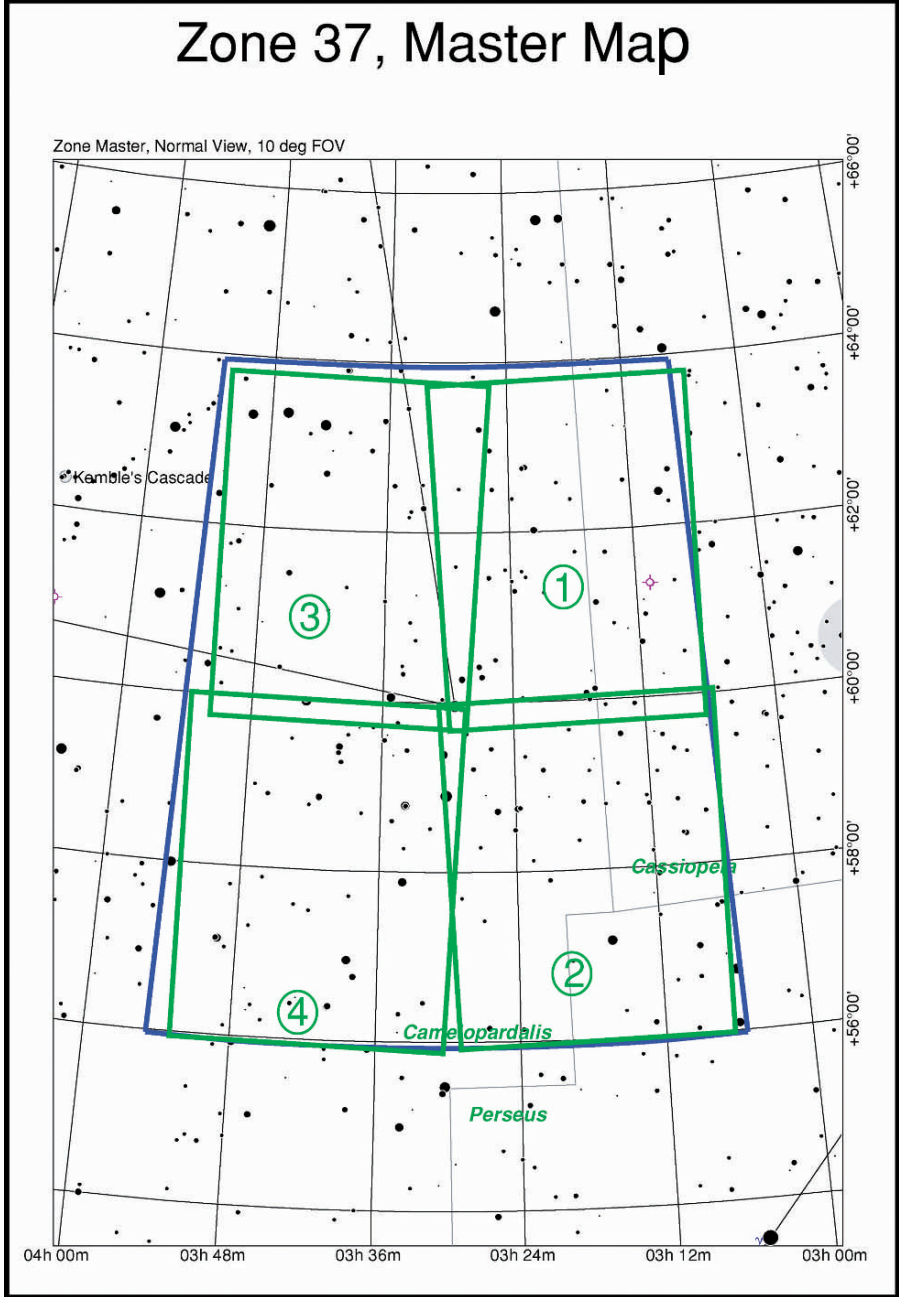 Zone 37, Master Map
Zone Master, Normal View, 10 deg FOV
+66°00'
+64°00'
Kemble's Cascade
+62°00'
1
3
+60°00'
+58°00'
Cassiopeia
2
4
+56°00'
Camelopardalis
Perseus
γ
04h 00m
03h 48m
03h 36m
03h 24m
03h 12m
03h 00m